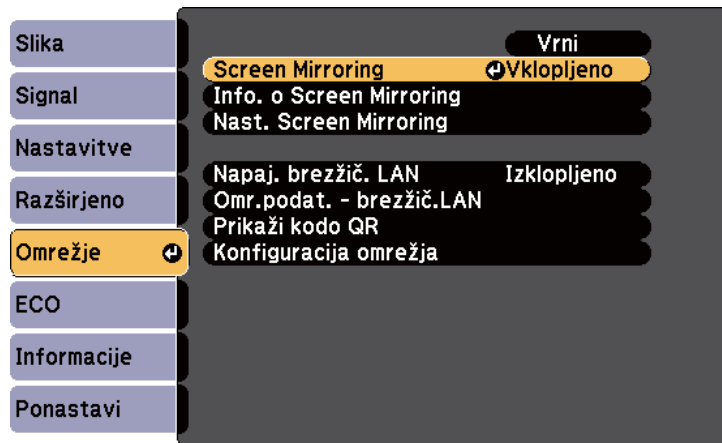 Slika
Signal
Nastavitve
Razširjeno
Omrežje
ECO
Informacije
Ponastavi
Vrni
Screen Mirroring Vklopljeno
Info. o Screen Mirroring
Nast. Screen Mirroring
Napaj. brezžič. LAN Izklopljeno
Omr.podat. - brezžič.LAN
Prikaži kodo QR
Konfiguracija omrežja